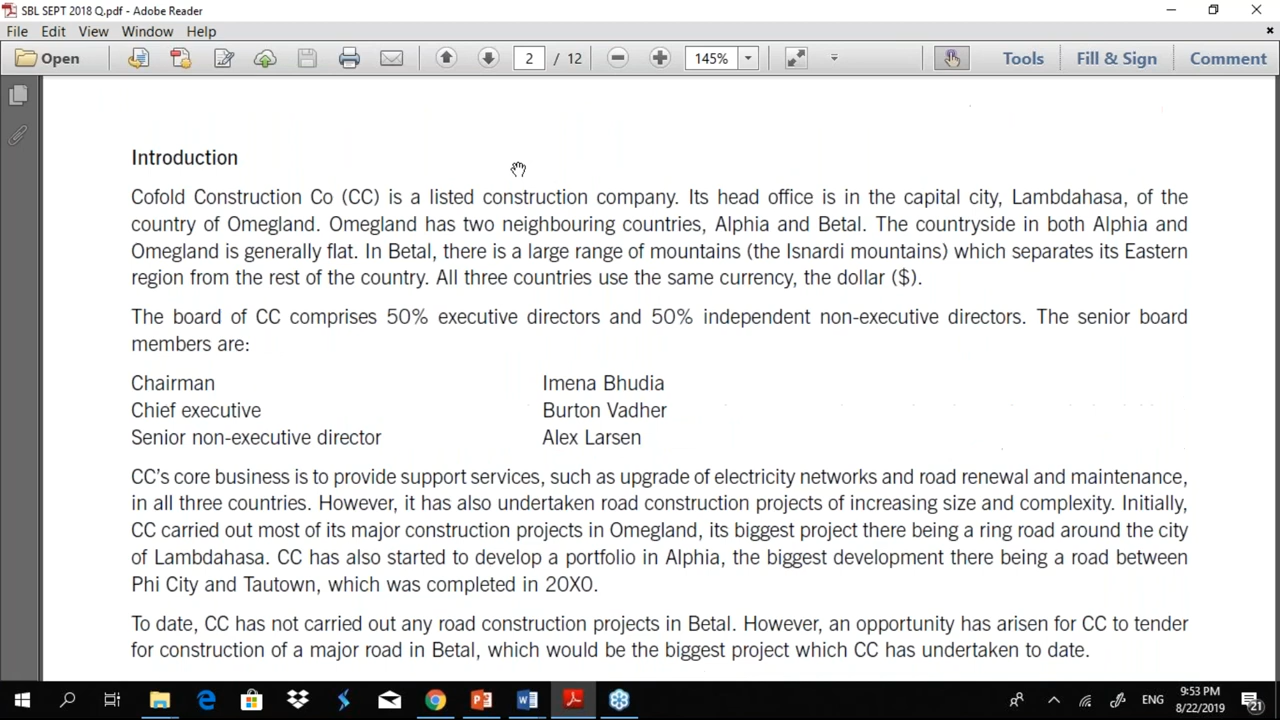 SBL SEPT 2018 Q.pdf - Adobe Reader
File Edit View Window Help
Open 2 / 12 145% Tools Fill & Sign Comment
Introduction
Cofold Construction Co (CC) is a listed construction company. Its head office is in the capital city, Lambdahasa, of the
country of Omegland. Omegland has two neighbouring countries, Alphia and Betal. The countryside in both Alphia and
Omegland is generally flat. In Betal, there is a large range of mountains (the Isnardi mountains) which separates its Eastern
region from the rest of the country. All three countries use the same currency, the dollar ($).
The board of CC comprises 50% executive directors and 50% independent non-executive directors. The senior board
members are:
Chairman Imena Bhudia
Chief executive Burton Vadher
Senior non-executive director Alex Larsen
CC's core business is to provide support services, such as upgrade of electricity networks and road renewal and maintenance,
in all three countries. However, it has also undertaken road construction projects of increasing size and complexity. Initially,
CC carried out most of its major construction projects in Omegland, its biggest project there being a ring road around the city
of Lambdahasa. CC has also started to develop a portfolio in Alphia, the biggest development there being a road between
Phi City and Tautown, which was completed in 20X0.
To date, CC has not carried out any road construction projects in Betal. However, an opportunity has arisen for CC to tender
for construction of a major road in Betal, which would be the biggest project which CC has undertaken to date.
ENG 9:53 PM
8/22/2019 21